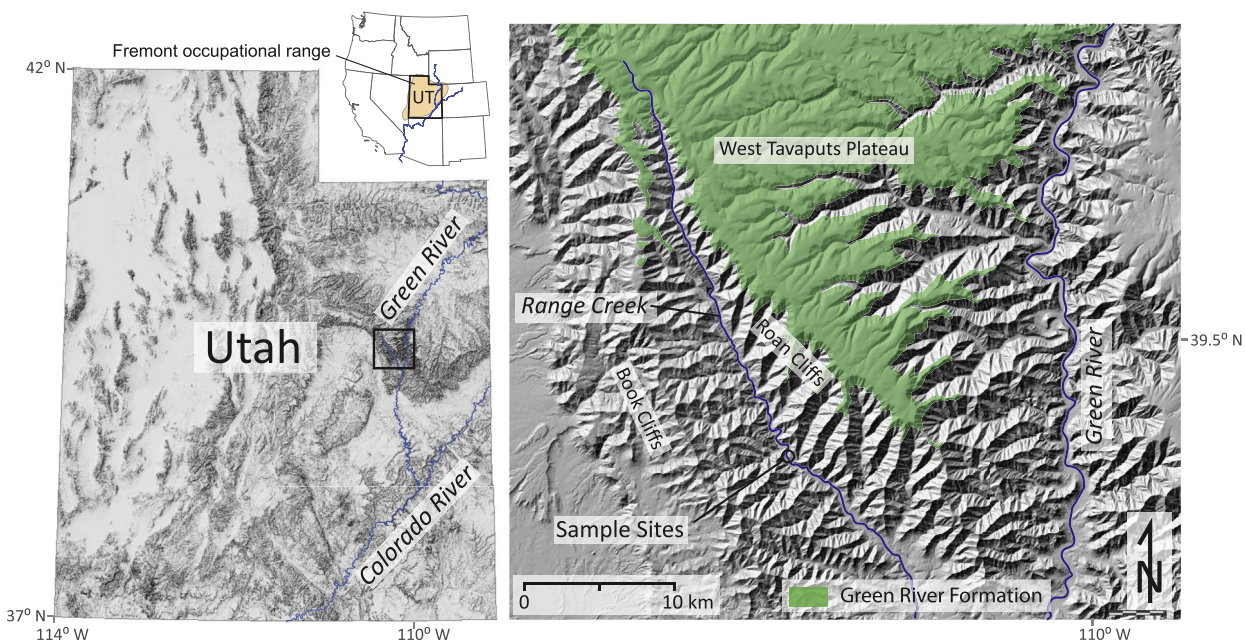 Fremont occupational range
42° N
UT
Green River
Utah
Colorado River
37° N
114° W
110° W
West Tavaputs Plateau
Range Creek
Roan Cliffs
Book Cliffs
Green River
39.5° N
Sample Sites
0
10 km
Green River Formation
N
110° W